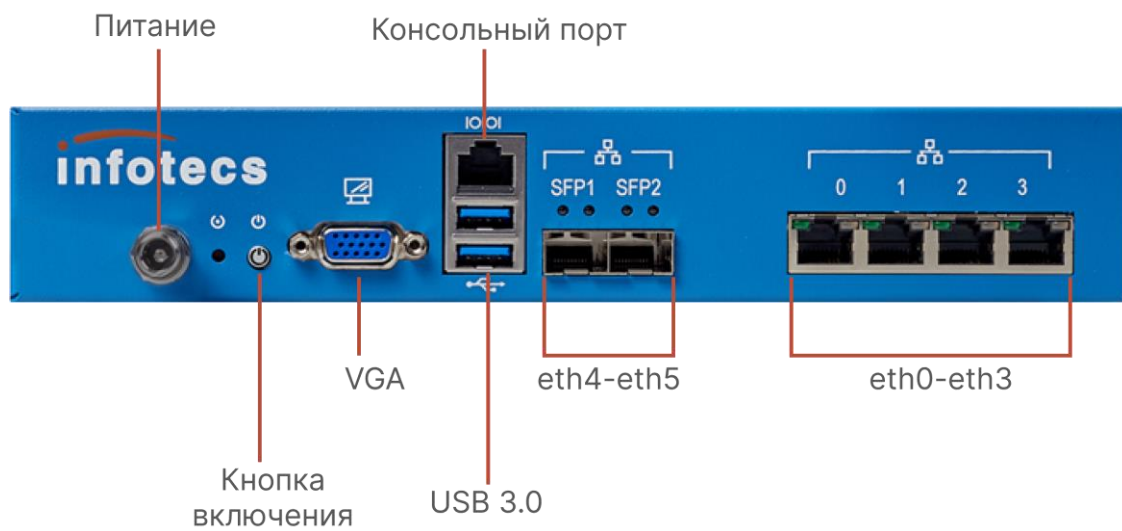 Питание
Консольный порт
infotecs
IOIOI
SFP1 SFP2
0 1 2 3
VGA
eth4-eth5
eth0-eth3
Кнопка
включения
USB 3.0